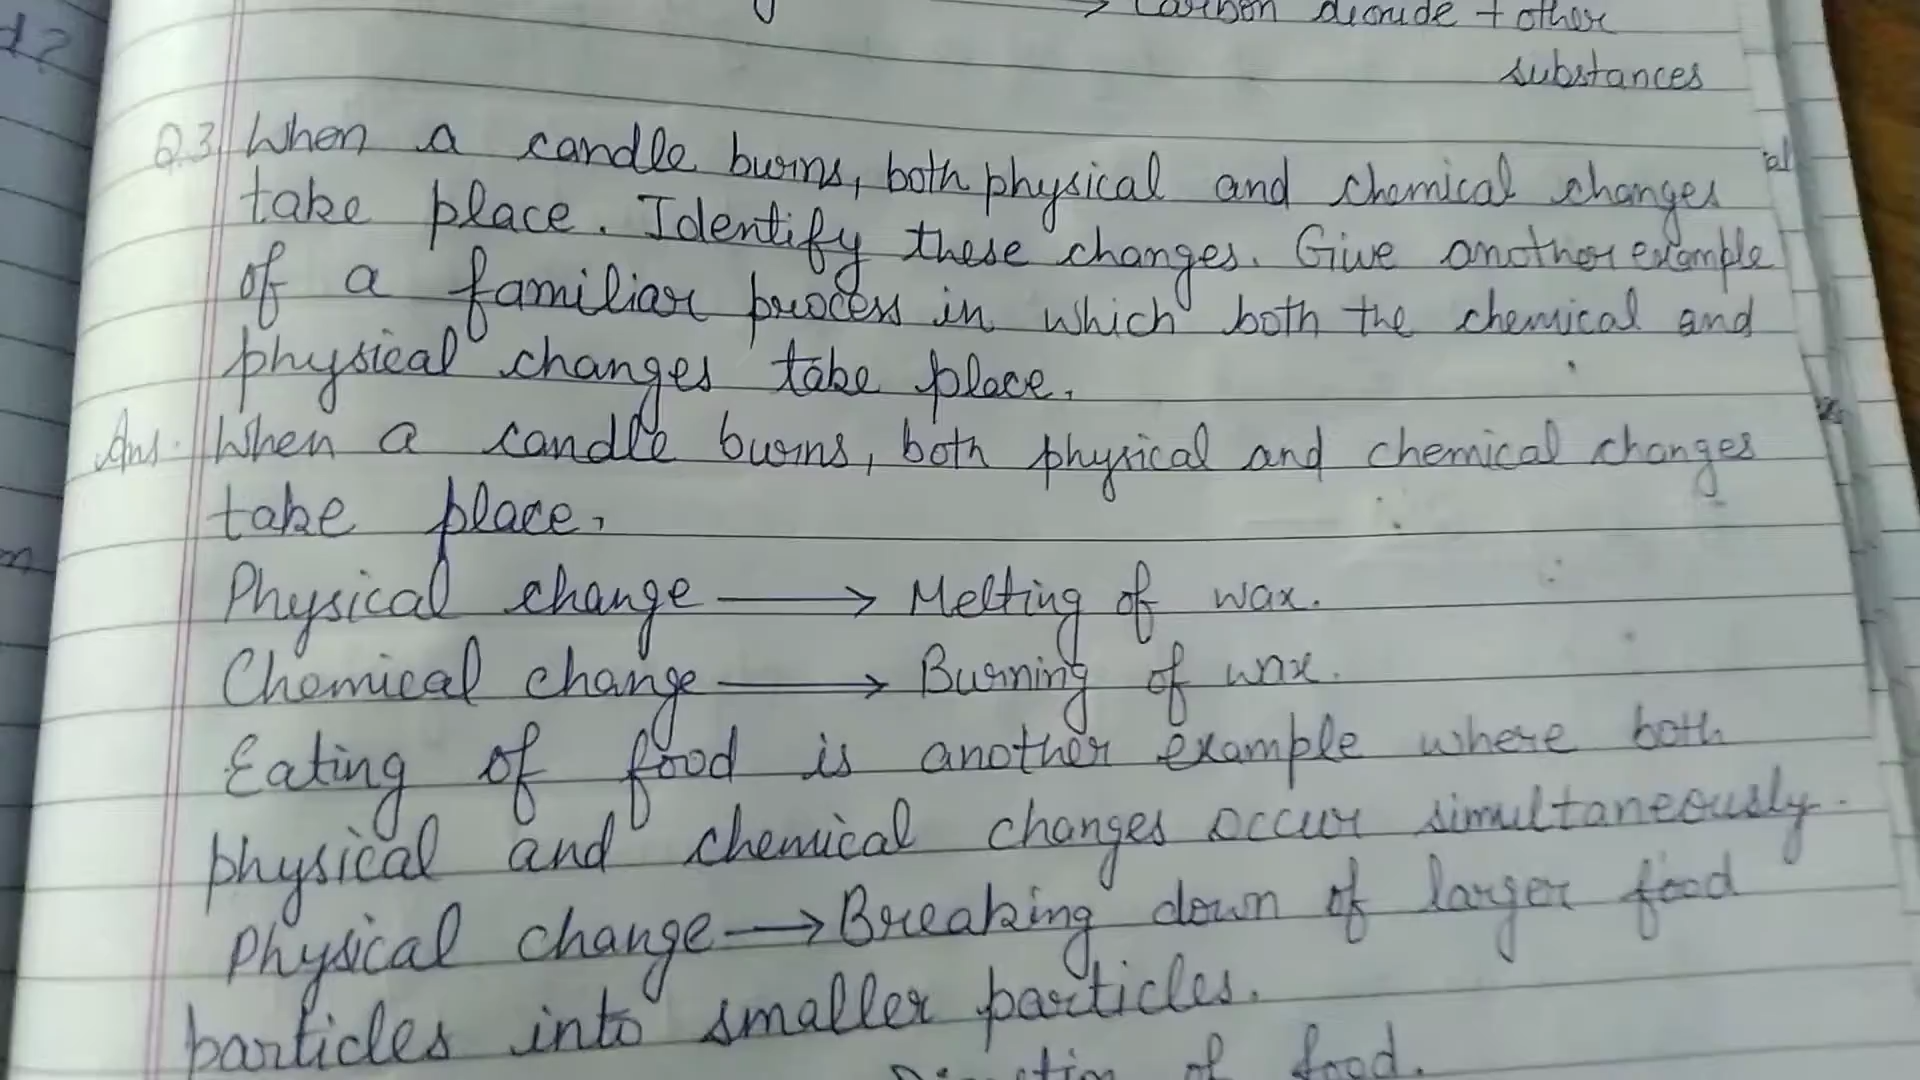 Carbon dioxide + other
substances
Q.3 When a candle burns, both physical and chemical changes
take place. Identify these changes. Give another example
of a familiar process in which both the chemical and
physical changes take place.
Ans. When a candle burns, both physical and chemical changes
take place.
Physical change → Melting of wax.
Chemical change → Burning of wax.
Eating of food is another example where both
physical and chemical changes occur simultaneously.
Physical change → Breaking down of larger food
particles into smaller particles.
of food.